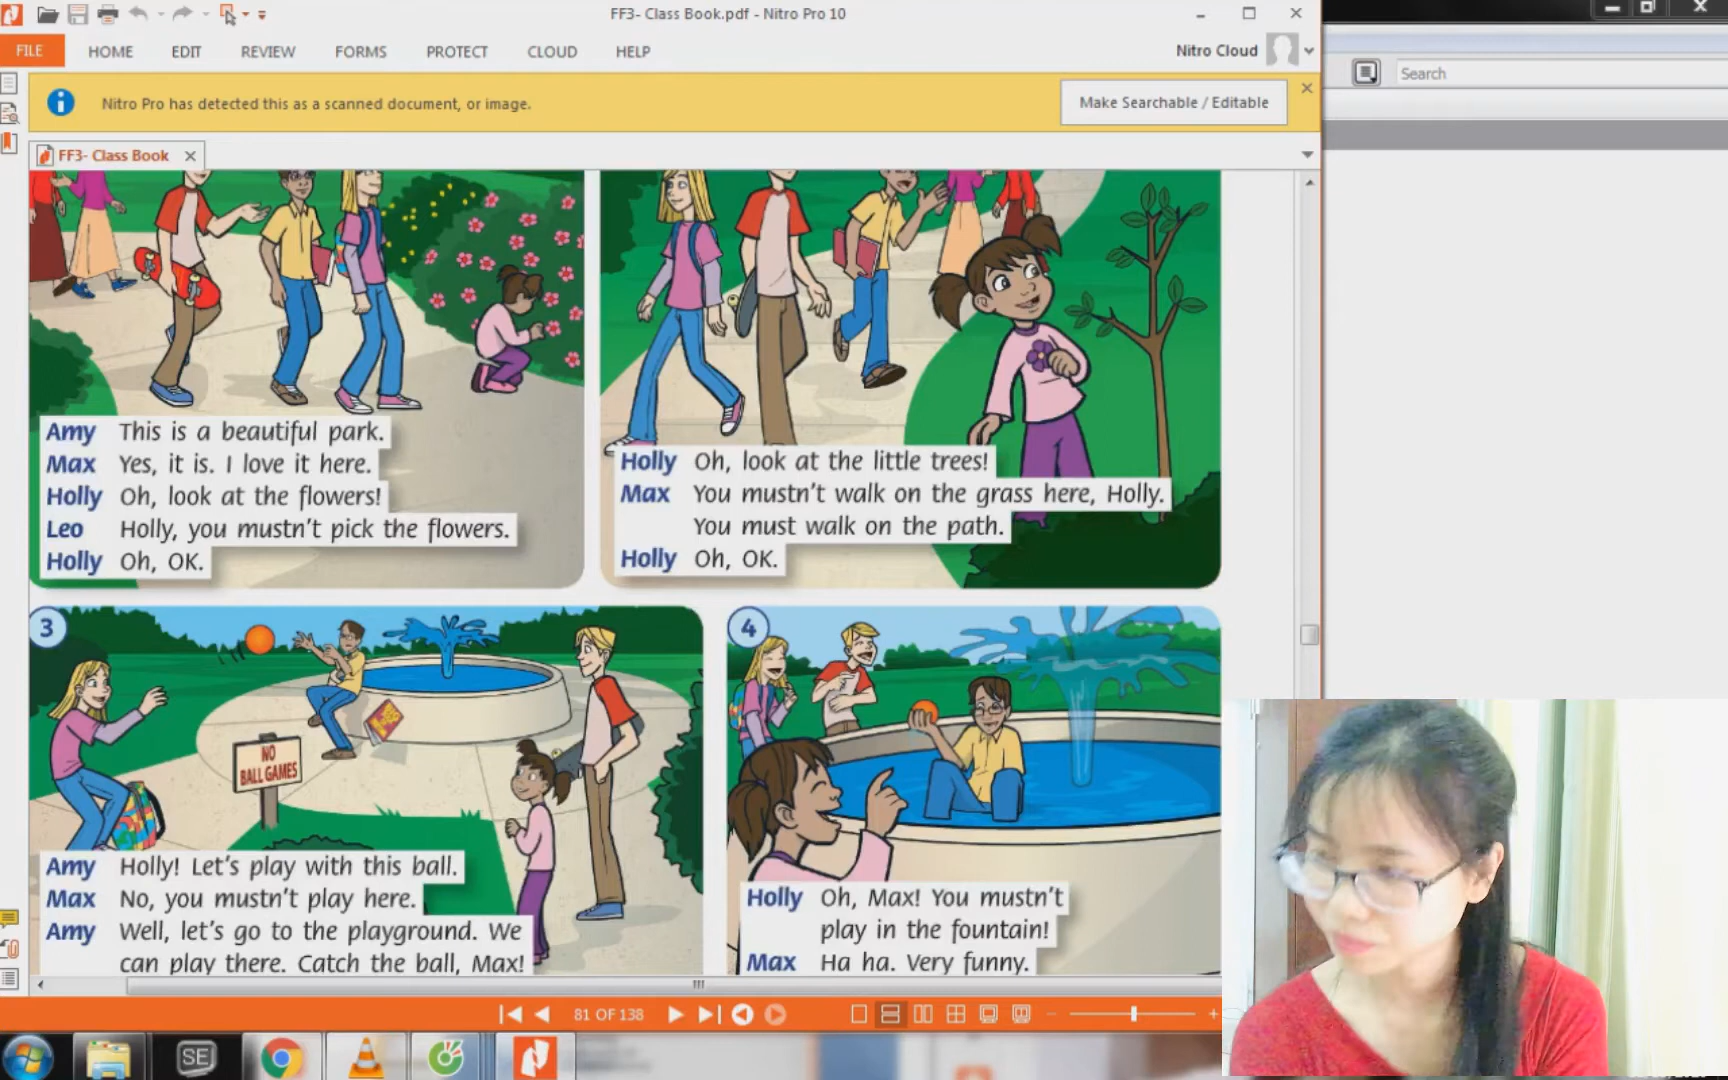 FF3- Class Book.pdf - Nitro Pro 10
FILE HOME EDIT REVIEW FORMS PROTECT CLOUD HELP
Nitro Cloud
Search
Nitro Pro has detected this as a scanned document, or image.
Make Searchable / Editable
FF3- Class Book
Amy This is a beautiful park.
Max Yes, it is. I love it here.
Holly Oh, look at the flowers!
Leo Holly, you mustn't pick the flowers.
Holly Oh, OK.
Holly Oh, look at the little trees!
Max You mustn't walk on the grass here, Holly.
You must walk on the path.
Holly Oh, OK.
3
NO
BALL GAMES
Amy Holly! Let's play with this ball.
Max No, you mustn't play here.
Amy Well, let's go to the playground. We
can play there. Catch the ball, Max!
4
Holly Oh, Max! You mustn't
play in the fountain!
Max Ha ha. Very funny.
81 OF 138
SE